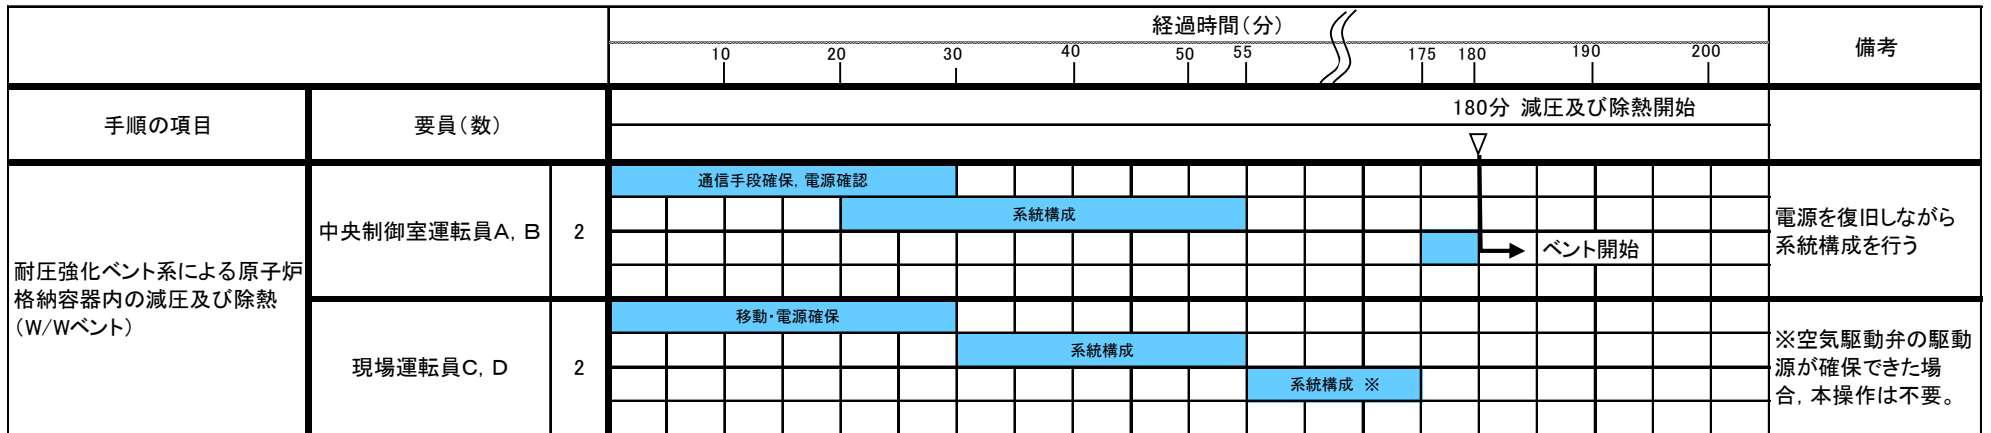 経過時間(分)
備考
10 20 30 40 50 55 175 180 190 200
手順の項目
要員(数)
180分 減圧及び除熱開始
耐圧強化ベント系による原子炉
格納容器内の減圧及び除熱
(W/Wベント)
中央制御室運転員A, B
2
通信手段確保, 電源確認
系統構成
ベント開始
電源を復旧しながら
系統構成を行う
現場運転員C, D
2
移動・電源確保
系統構成
系統構成 ※
※空気駆動弁の駆動
源が確保できた場
合, 本操作は不要。